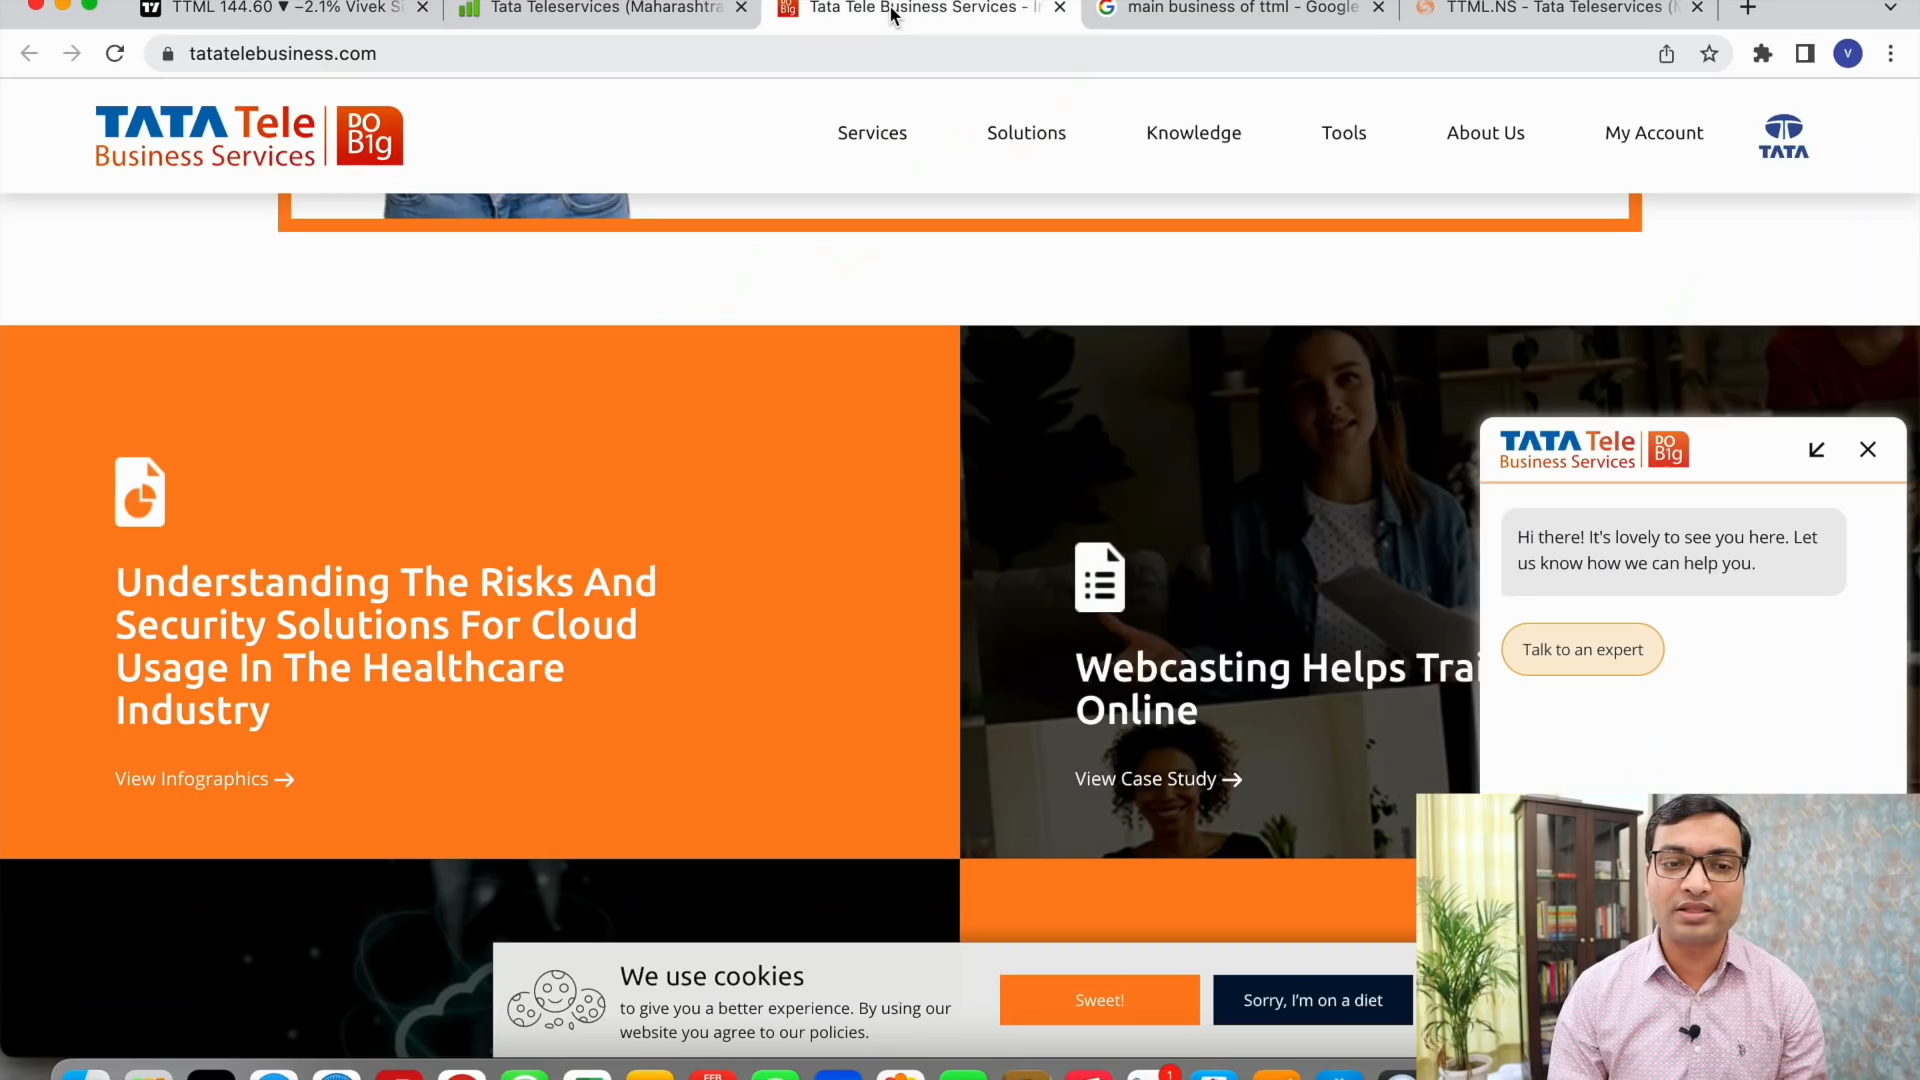 TTML 144.60 ▼ −2.1% Vivek S
Tata Teleservices (Maharashtra
Tata Tele Business Services - I
main business of ttml - Google
TTML.NS - Tata Teleservices (
tatatelebusiness.com
V
TATA Tele
Business Services
DO
B1g
Services
Solutions
Knowledge
Tools
About Us
My Account
TATA
Understanding The Risks And
Security Solutions For Cloud
Usage In The Healthcare
Industry
View Infographics →
Webcasting Helps Trai
Online
View Case Study →
TATA Tele
Business Services
DO
B1g
Hi there! It's lovely to see you here. Let
us know how we can help you.
Talk to an expert
We use cookies
to give you a better experience. By using our
website you agree to our policies.
Sweet!
Sorry, I'm on a diet
FEB
1